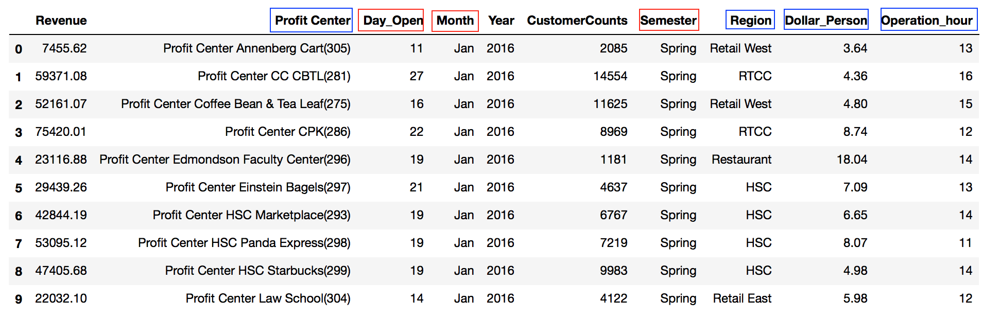 Revenue Profit Center Day_Open Month Year CustomerCounts Semester Region Dollar_Person Operation_hour
0 7455.62 Profit Center Annenberg Cart(305) 11 Jan 2016 2085 Spring Retail West 3.64 13
1 59371.08 Profit Center CC CBTL(281) 27 Jan 2016 14554 Spring RTCC 4.36 16
2 52161.07 Profit Center Coffee Bean & Tea Leaf(275) 16 Jan 2016 11625 Spring Retail West 4.80 15
3 75420.01 Profit Center CPK(286) 22 Jan 2016 8969 Spring RTCC 8.74 12
4 23116.88 Profit Center Edmondson Faculty Center(296) 19 Jan 2016 1181 Spring Restaurant 18.04 14
5 29439.26 Profit Center Einstein Bagels(297) 21 Jan 2016 4637 Spring HSC 7.09 13
6 42844.19 Profit Center HSC Marketplace(293) 19 Jan 2016 6767 Spring HSC 6.65 14
7 53095.12 Profit Center HSC Panda Express(298) 19 Jan 2016 7219 Spring HSC 8.07 11
8 47405.68 Profit Center HSC Starbucks(299) 19 Jan 2016 9983 Spring HSC 4.98 14
9 22032.10 Profit Center Law School(304) 14 Jan 2016 4122 Spring Retail East 5.98 12